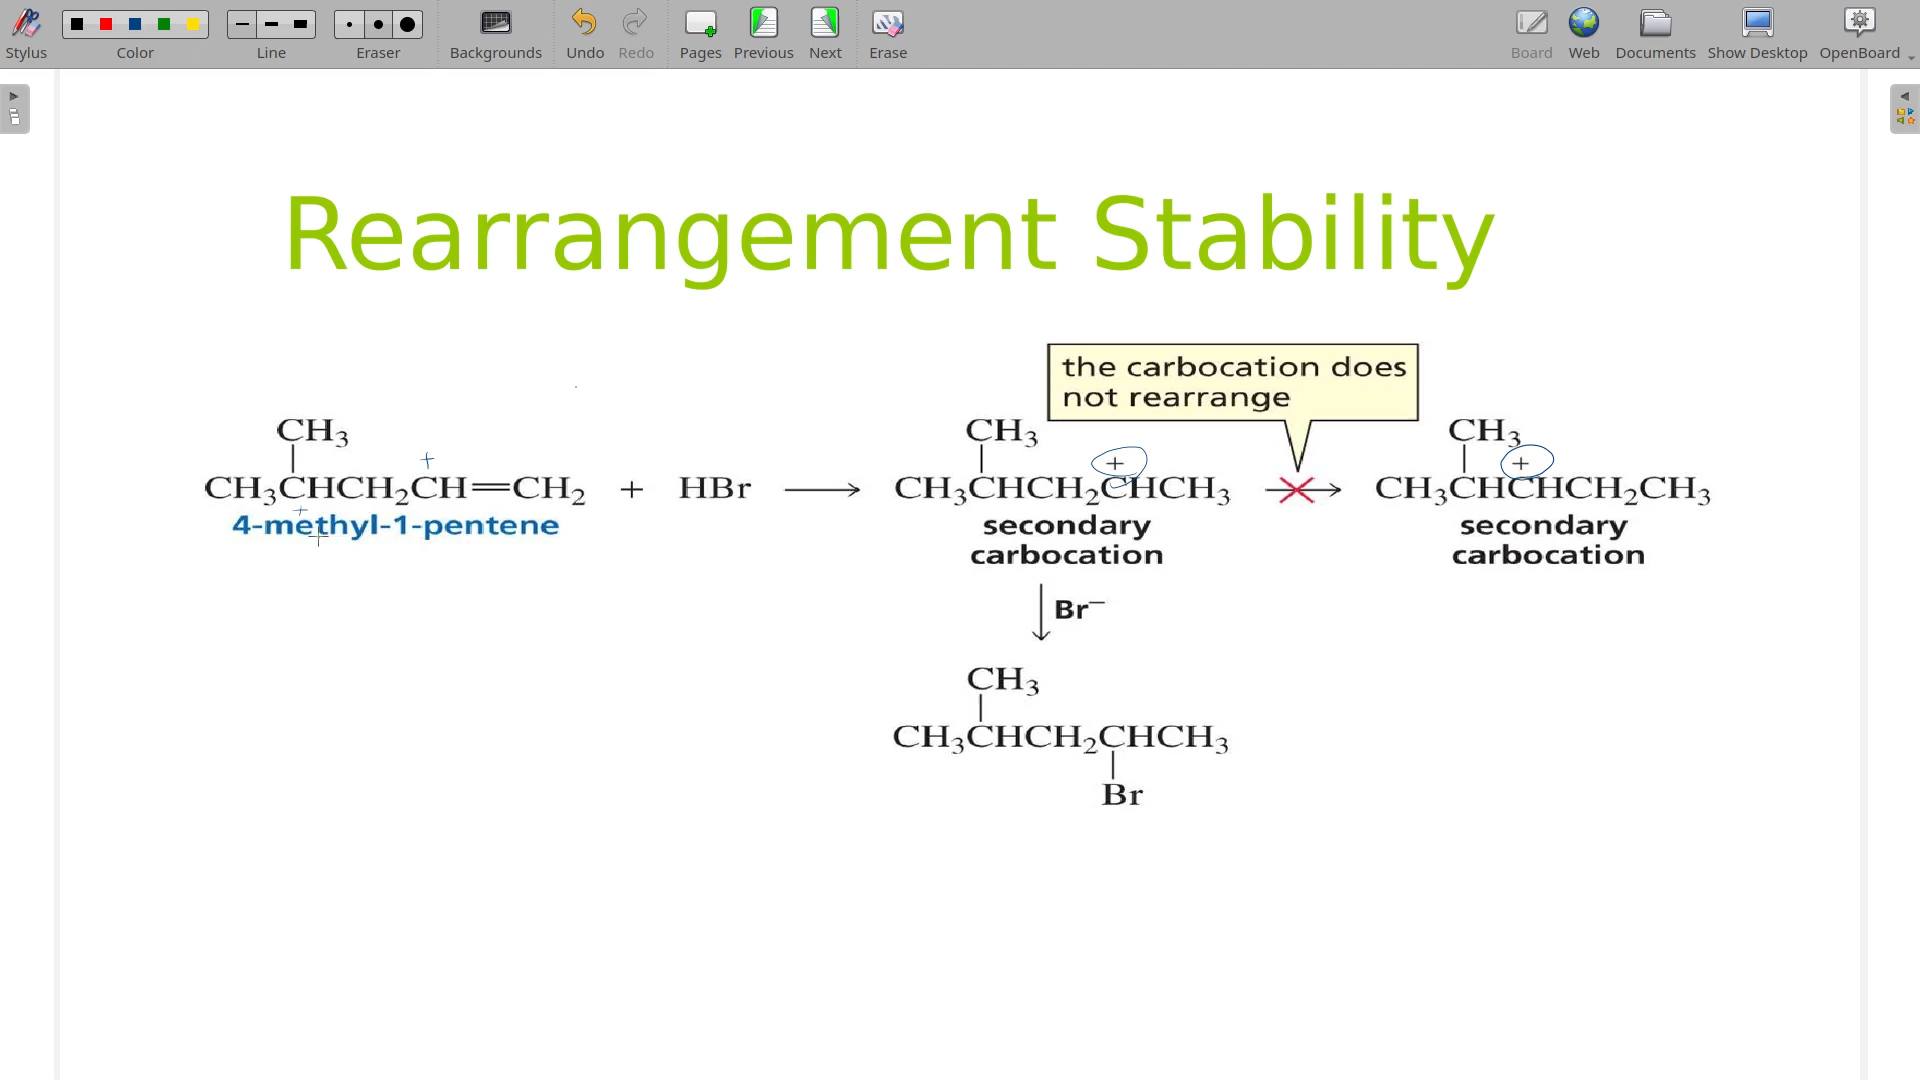 Stylus Color Line Eraser Backgrounds Undo Redo Pages Previous Next Erase Board Web Documents Show Desktop OpenBoard
Rearrangement Stability
the carbocation does
not rearrange
CH₃ CH₃ CH₃
+ + +
CH₃CHCH₂CH=CH₂ + HBr ⟶ CH₃CHCH₂CHCH₃ ⟶ CH₃CHCHCH₂CH₃
+
4-methyl-1-pentene secondary secondary
carbocation carbocation
Br⁻
CH₃
CH₃CHCH₂CHCH₃
Br